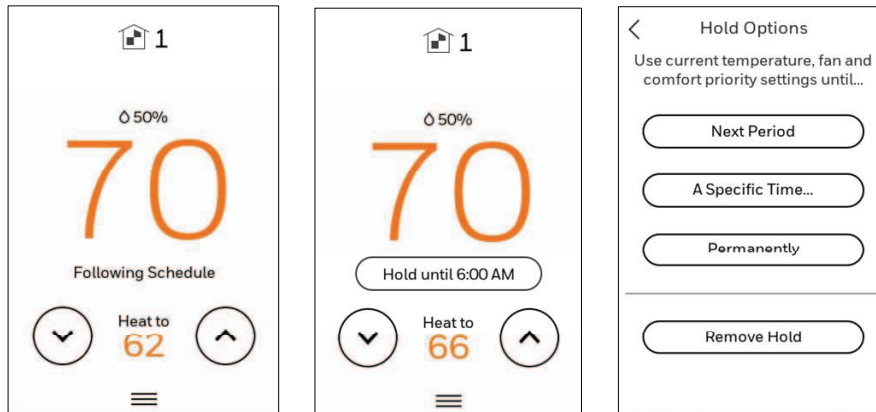 1
50%
70
Following Schedule
Heat to
62
1
50%
70
Hold until 6:00 AM
Heat to
66
Hold Options
Use current temperature, fan and
comfort priority settings until...
Next Period
A Specific Time...
Permanently
Remove Hold